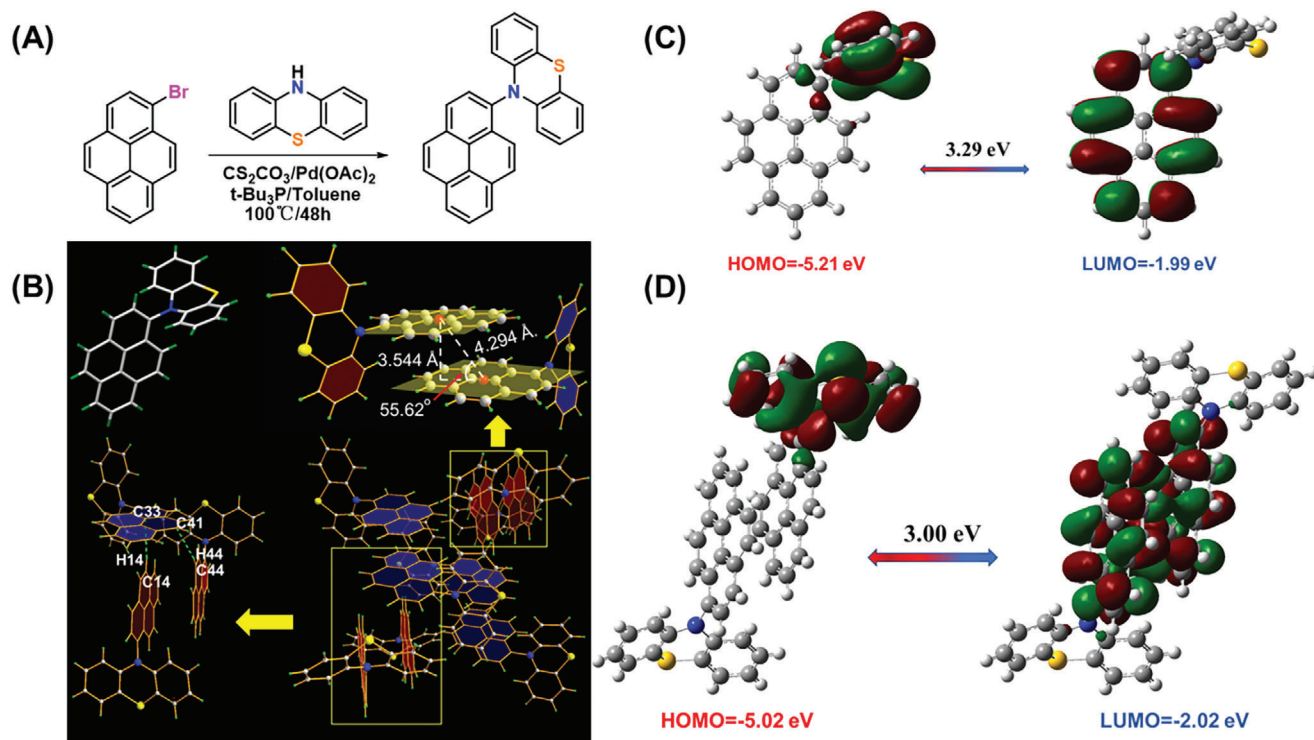 (A)
Br
H
N
S
CS2CO3/Pd(OAc)2
t-Bu3P/Toluene
100℃/48h
S
N
(B)
3.544 Å
4.294 Å.
55.62°
C33
C41
H14
H44
C14
C44
(C)
3.29 eV
HOMO=-5.21 eV
LUMO=-1.99 eV
(D)
3.00 eV
HOMO=-5.02 eV
LUMO=-2.02 eV